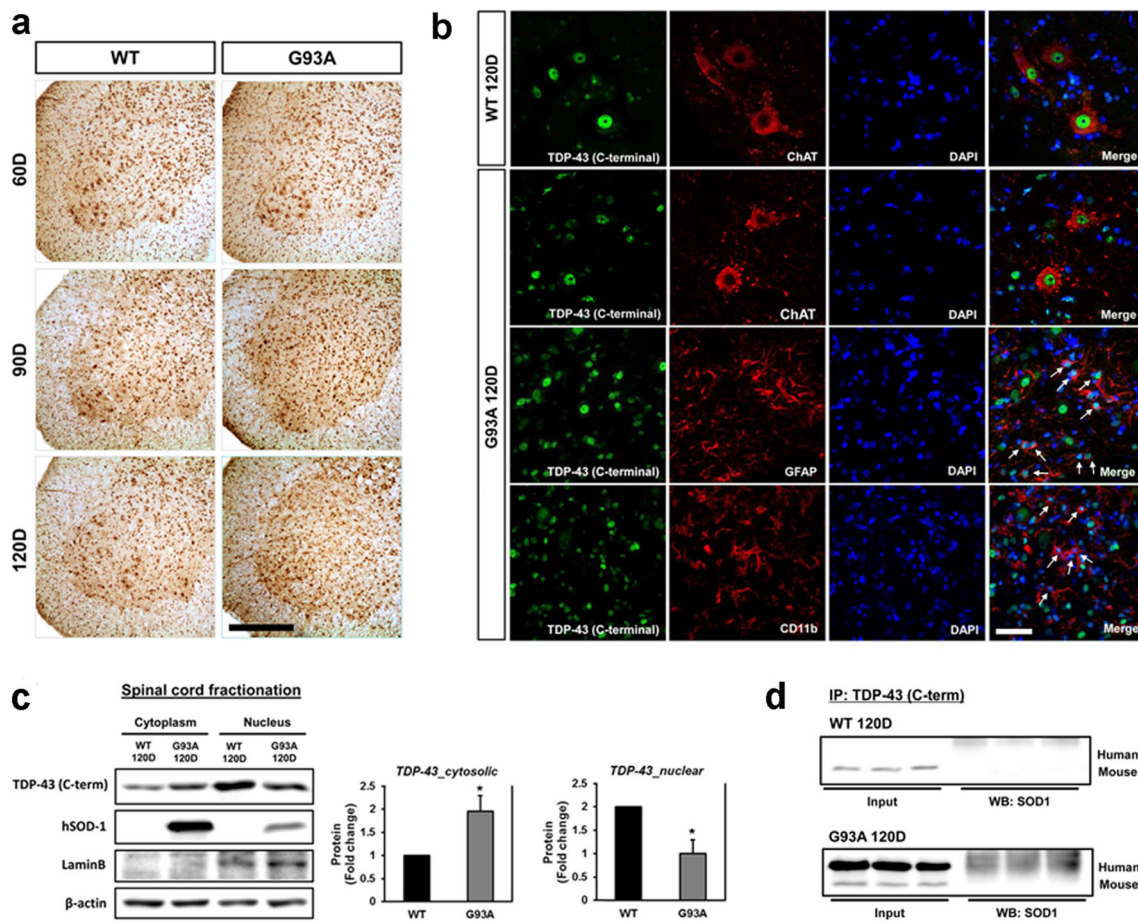 a
WT G93A
60D
90D
120D
b
WT 120D
TDP-43 (C-terminal) ChAT DAPI Merge
G93A 120D
TDP-43 (C-terminal) ChAT DAPI Merge
TDP-43 (C-terminal) GFAP DAPI Merge
TDP-43 (C-terminal) CD11b DAPI Merge
c
Spinal cord fractionation
Cytoplasm Nucleus
WT G93A WT G93A
120D 120D 120D 120D
TDP-43 (C-term)
hSOD-1
LaminB
β-actin
TDP-43_cytosolic
Protein
(Fold change)
2.5
2
1.5
1
0.5
0
*
WT G93A
TDP-43_nuclear
Protein
(Fold change)
2.5
2
1.5
1
0.5
0
*
WT G93A
d
IP: TDP-43 (C-term)
WT 120D
Human
Mouse
Input WB: SOD1
G93A 120D
Human
Mouse
Input WB: SOD1